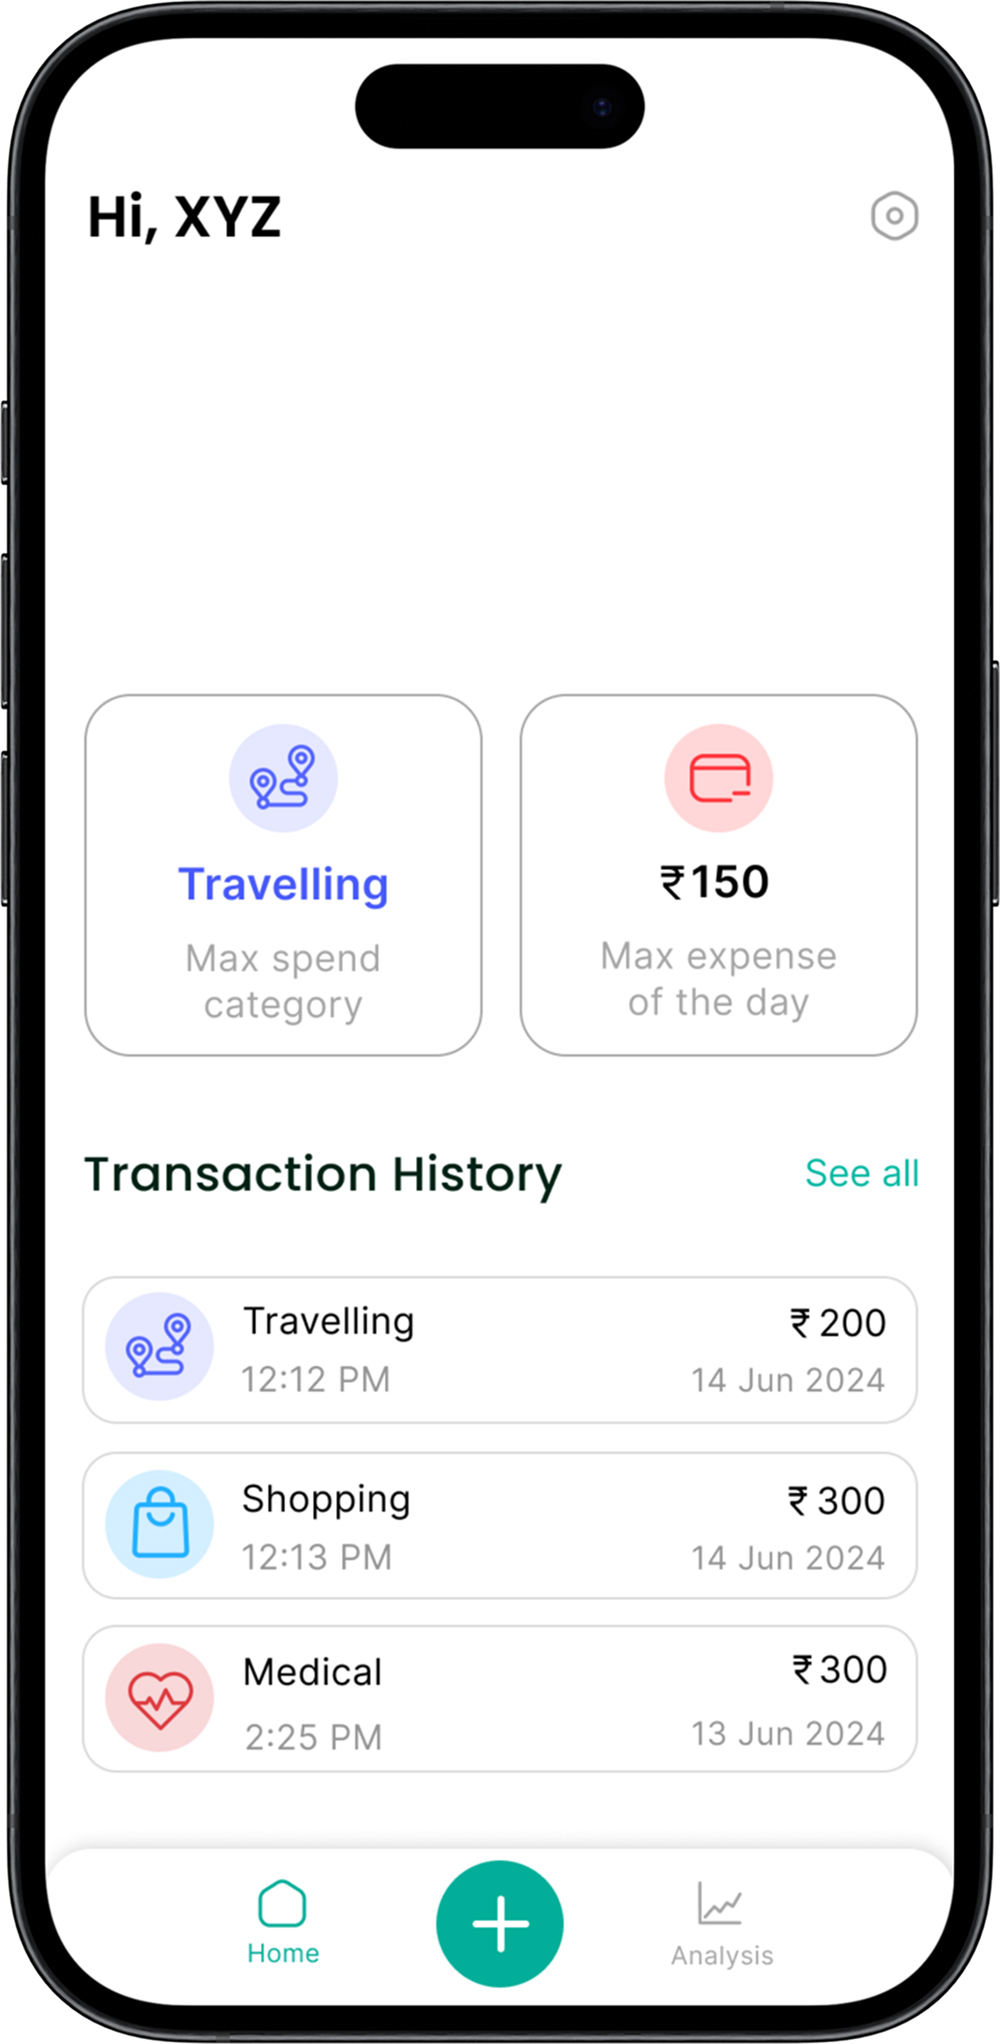 Hi, XYZ
Travelling
Max spend
category
₹150
Max expense
of the day
Transaction History
See all
Travelling
₹ 200
12:12 PM
14 Jun 2024
Shopping
₹ 300
12:13 PM
14 Jun 2024
Medical
₹300
2:25 PM
13 Jun 2024
Home
Analysis